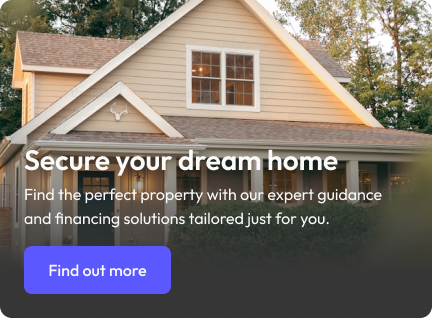 Secure your dream home
Find the perfect property with our expert guidance
and financing solutions tailored just for you.
Find out more